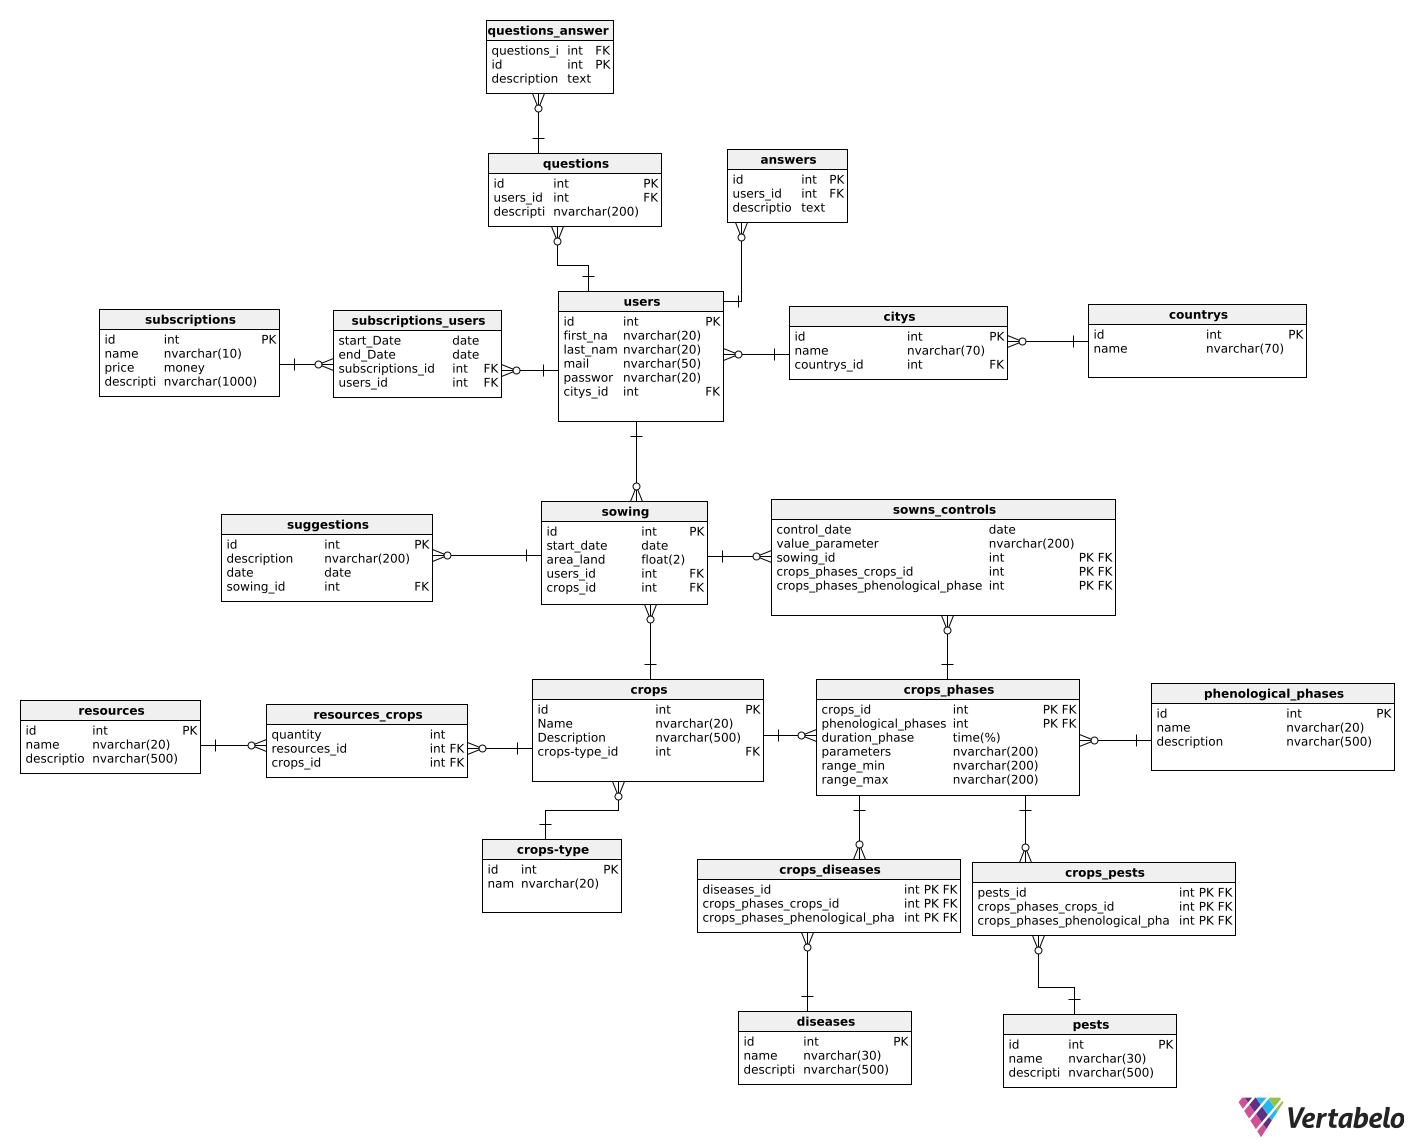 questions_answer
questions_i int FK
id int PK
description text
questions
id int PK
users_id int FK
descripti nvarchar(200)
answers
id int PK
users_id int FK
descriptio text
subscriptions
id int PK
name nvarchar(10)
price money
descripti nvarchar(1000)
subscriptions_users
start_Date date
end_Date date
subscriptions_id int FK
users_id int FK
users
id int PK
first_na nvarchar(20)
last_nam nvarchar(20)
mail nvarchar(50)
passwor nvarchar(20)
citys_id int FK
citys
id int PK
name nvarchar(70)
countrys_id int FK
countrys
id int PK
name nvarchar(70)
suggestions
id int PK
description nvarchar(200)
date date
sowing_id int FK
sowing
id int PK
start_date date
area_land float(2)
users_id int FK
crops_id int FK
sowns_controls
control_date date
value_parameter nvarchar(200)
sowing_id int PK FK
crops_phases_crops_id int PK FK
crops_phases_phenological_phase int PK FK
resources
id int PK
name nvarchar(20)
descriptio nvarchar(500)
resources_crops
quantity int
resources_id int FK
crops_id int FK
crops
id int PK
Name nvarchar(20)
Description nvarchar(500)
crops-type_id int FK
crops_phases
crops_id int PK FK
phenological_phases int PK FK
duration_phase time(%)
parameters nvarchar(200)
range_min nvarchar(200)
range_max nvarchar(200)
phenological_phases
id int PK
name nvarchar(20)
description nvarchar(500)
crops-type
id int PK
nam nvarchar(20)
crops_diseases
diseases_id int PK FK
crops_phases_crops_id int PK FK
crops_phases_phenological_pha int PK FK
crops_pests
pests_id int PK FK
crops_phases_crops_id int PK FK
crops_phases_phenological_pha int PK FK
diseases
id int PK
name nvarchar(30)
descripti nvarchar(500)
pests
id int PK
name nvarchar(30)
descripti nvarchar(500)
Vertabelo